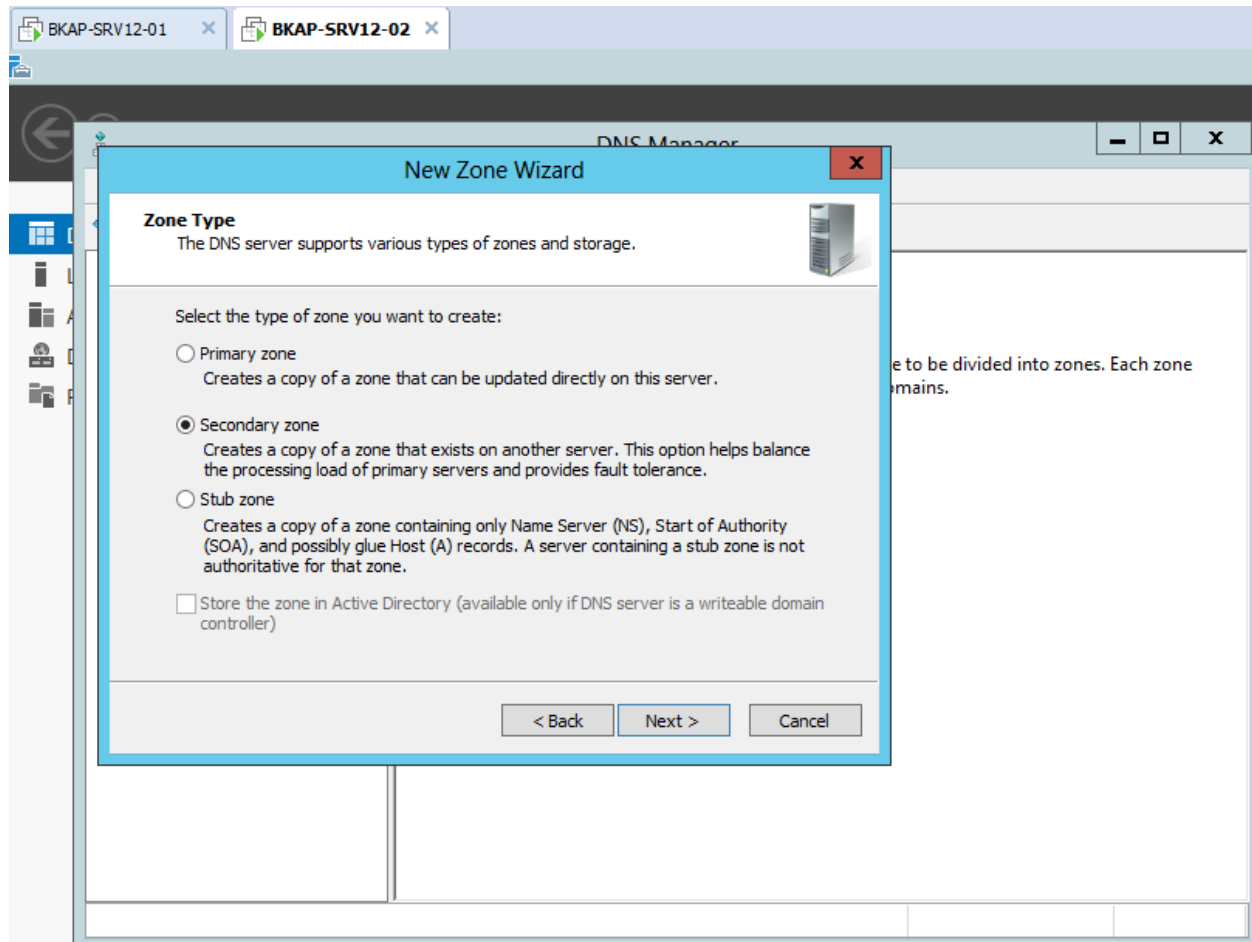 BKAP-SRV12-01
BKAP-SRV12-02
DNS Manager
New Zone Wizard
Zone Type
The DNS server supports various types of zones and storage.
Select the type of zone you want to create:
Primary zone
Creates a copy of a zone that can be updated directly on this server.
e to be divided into zones. Each zone
omains.
Secondary zone
Creates a copy of a zone that exists on another server. This option helps balance
the processing load of primary servers and provides fault tolerance.
Stub zone
Creates a copy of a zone containing only Name Server (NS), Start of Authority
(SOA), and possibly glue Host (A) records. A server containing a stub zone is not
authoritative for that zone.
Store the zone in Active Directory (available only if DNS server is a writeable domain
controller)
< Back
Next >
Cancel